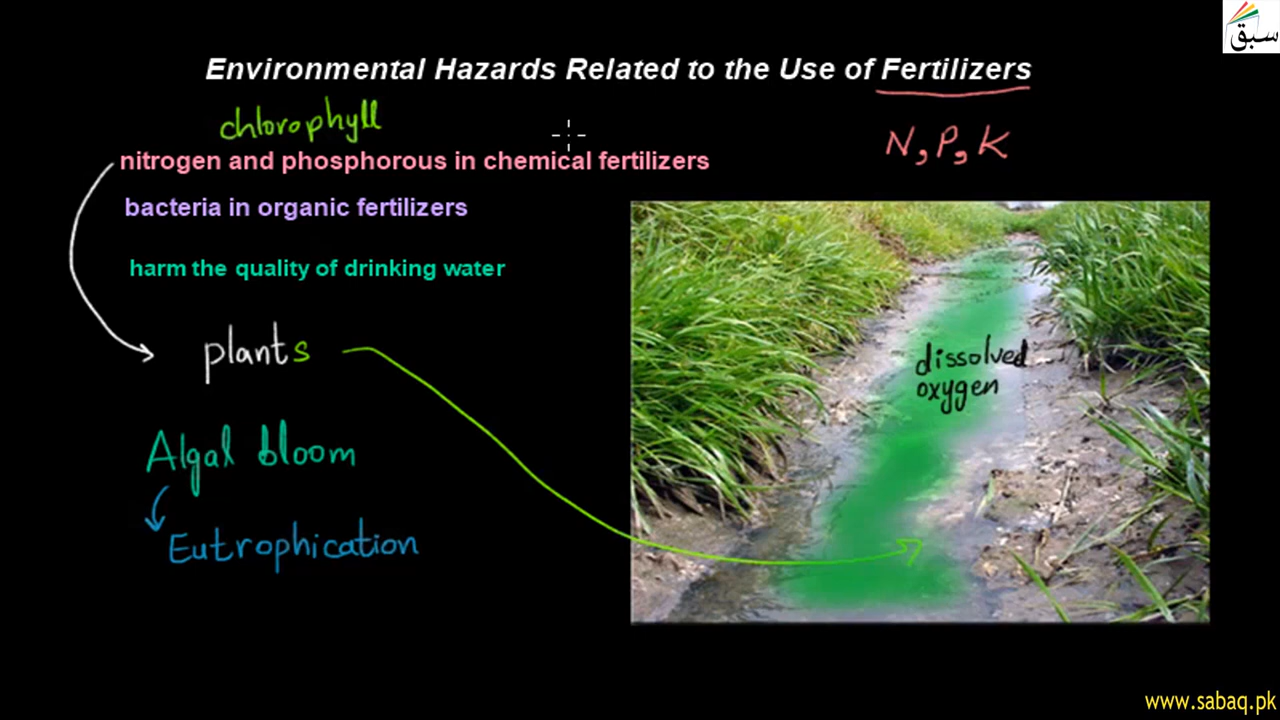 سبق
Environmental Hazards Related to the Use of Fertilizers
chlorophyll
N, P, K
nitrogen and phosphorous in chemical fertilizers
bacteria in organic fertilizers
harm the quality of drinking water
plants
dissolved
oxygen
Algal bloom
Eutrophication
www.sabaq.pk